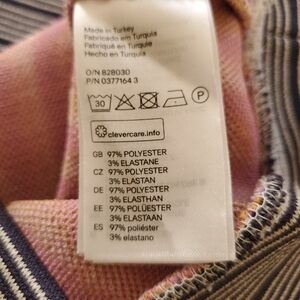 Made in Turkey
Fabricado em Turquia
Fabriqué en Turquie
Hecho en Turquía
O/N 828030
P/N 0377164 3
30 P
clevercare.info
GB 97% POLYESTER
3% ELASTANE
CZ 97% POLYESTER
3% ELASTAN
DE 97% POLYESTER
3% ELASTHAN
EE 97% POLÜESTER
3% ELASTAAN
ES 97% poliéster
3% elastano